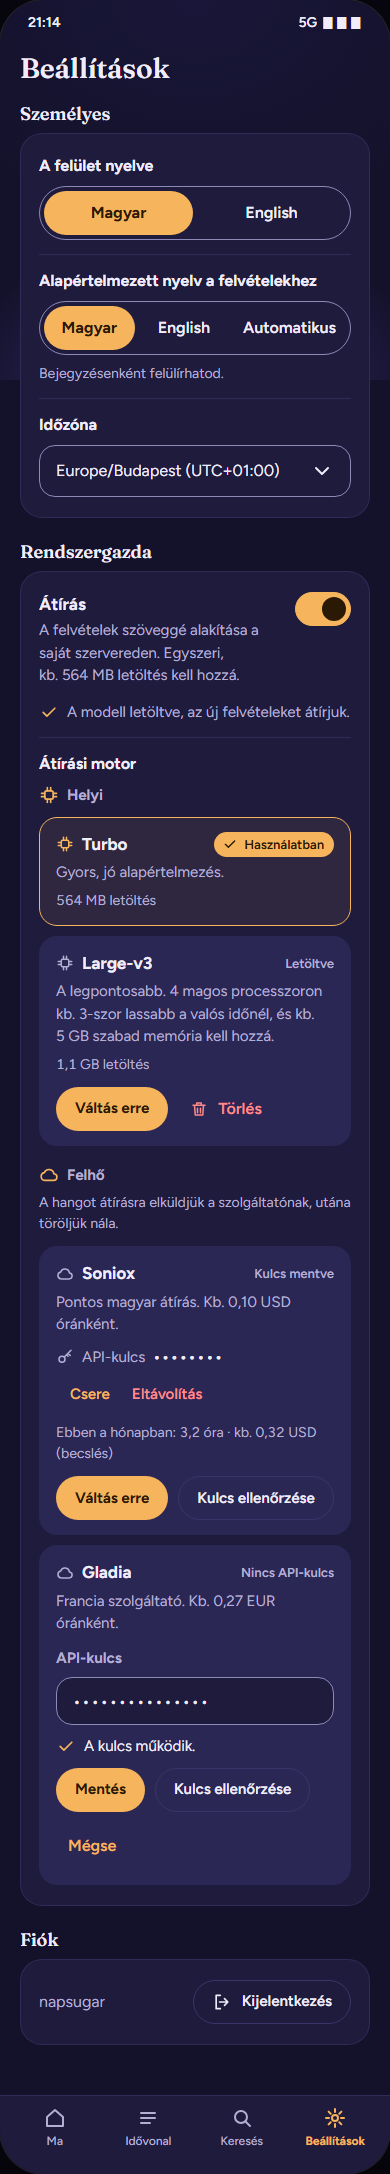 21:14
5G
Beállítások
Személyes
A felület nyelve
Magyar
English
Alapértelmezett nyelv a felvételekhez
Magyar
English
Automatikus
Bejegyzésenként felülírhatod.
Időzóna
Europe/Budapest (UTC+01:00)
Rendszergazda
Átírás
A felvételek szöveggé alakítása a
saját szervereden. Egyszeri,
kb. 564 MB letöltés kell hozzá.
A modell letöltve, az új felvételeket átírjuk.
Átírási motor
Helyi
Turbo
Használatban
Gyors, jó alapértelmezés.
564 MB letöltés
Large-v3
Letöltve
A legpontosabb. 4 magos processzoron
kb. 3-szor lassabb a valós időnél, és kb.
5 GB szabad memória kell hozzá.
1,1 GB letöltés
Váltás erre
Törlés
Felhő
A hangot átírásra elküldjük a szolgáltatónak, utána
töröljük nála.
Soniox
Kulcs mentve
Pontos magyar átírás. Kb. 0,10 USD
óránként.
API-kulcs ••••••••
Csere
Eltávolítás
Ebben a hónapban: 3,2 óra · kb. 0,32 USD
(becslés)
Váltás erre
Kulcs ellenőrzése
Gladia
Nincs API-kulcs
Francia szolgáltató. Kb. 0,27 EUR
óránként.
API-kulcs
•••••••••••••••
A kulcs működik.
Mentés
Kulcs ellenőrzése
Mégse
Fiók
napsugar
Kijelentkezés
Ma
Idővonal
Keresés
Beállítások